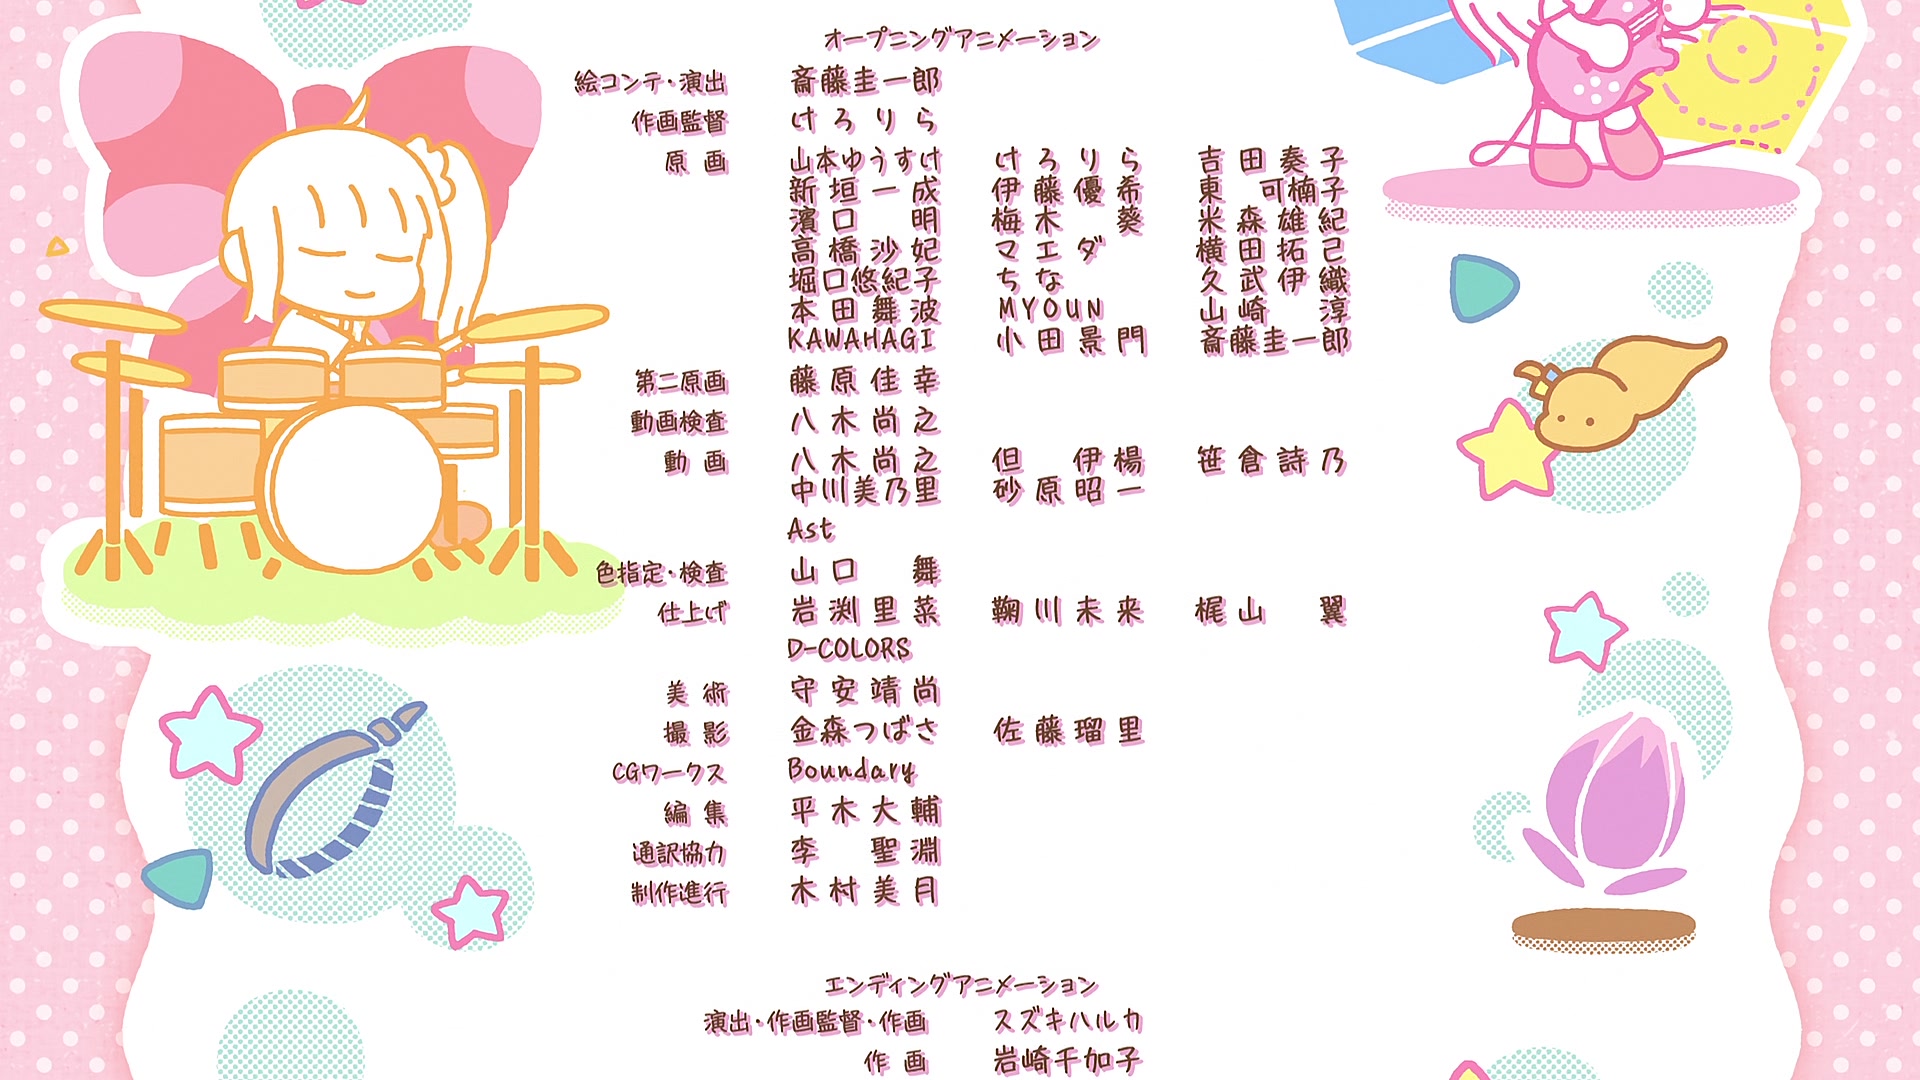 オープニングアニメーション
絵コンテ・演出 斎藤圭一郎
作画監督 けろりら
原画 山本ゆうすけ けろりら 吉田奏子
新垣一成 伊藤優希 東 可楠子
濱口 明 梅木 葵 米森雄紀
高橋沙妃 マエダ 横田拓己
堀口悠紀子 ちな 久武伊織
本田舞波 MYOUN 山崎 淳
KAWAHAGI 小田景門 斎藤圭一郎
第二原画 藤原佳幸
動画検査 八木尚之
動画 八木尚之 但 伊楊 笹倉詩乃
中川美乃里 砂原昭一
Ast
色指定・検査 山口 舞
仕上げ 岩渕里菜 鞠川未来 梶山 翼
D-COLORS
美術 守安靖尚
撮影 金森つばさ 佐藤瑠里
CGワークス Boundary
編集 平木大輔
通訳協力 李 聖淵
制作進行 木村美月
エンディングアニメーション
演出・作画監督・作画 スズキハルカ
作画 岩崎千加子